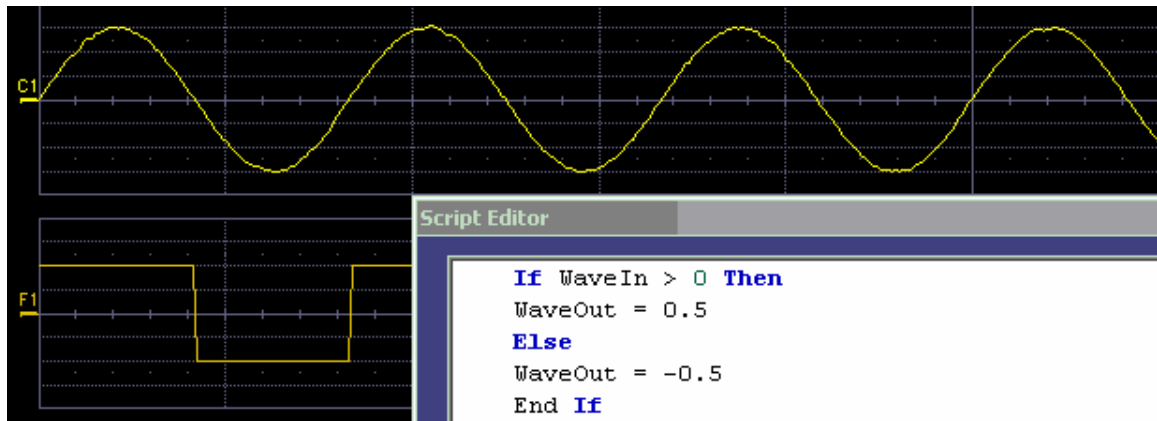 C1
F1
Script Editor
If WaveIn > 0 Then
WaveOut = 0.5
Else
WaveOut = -0.5
End If